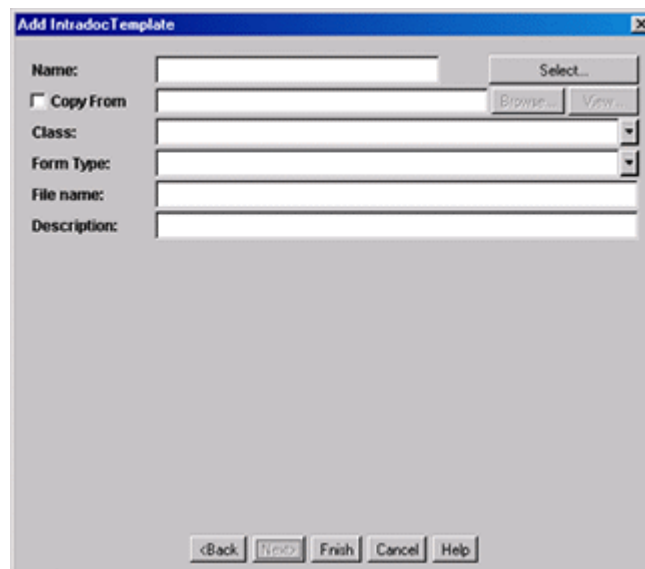 Add IntradocTemplate
Name: Select...
Copy From Browse... View...
Class:
Form Type:
File name:
Description:
<Back Next> Finish Cancel Help